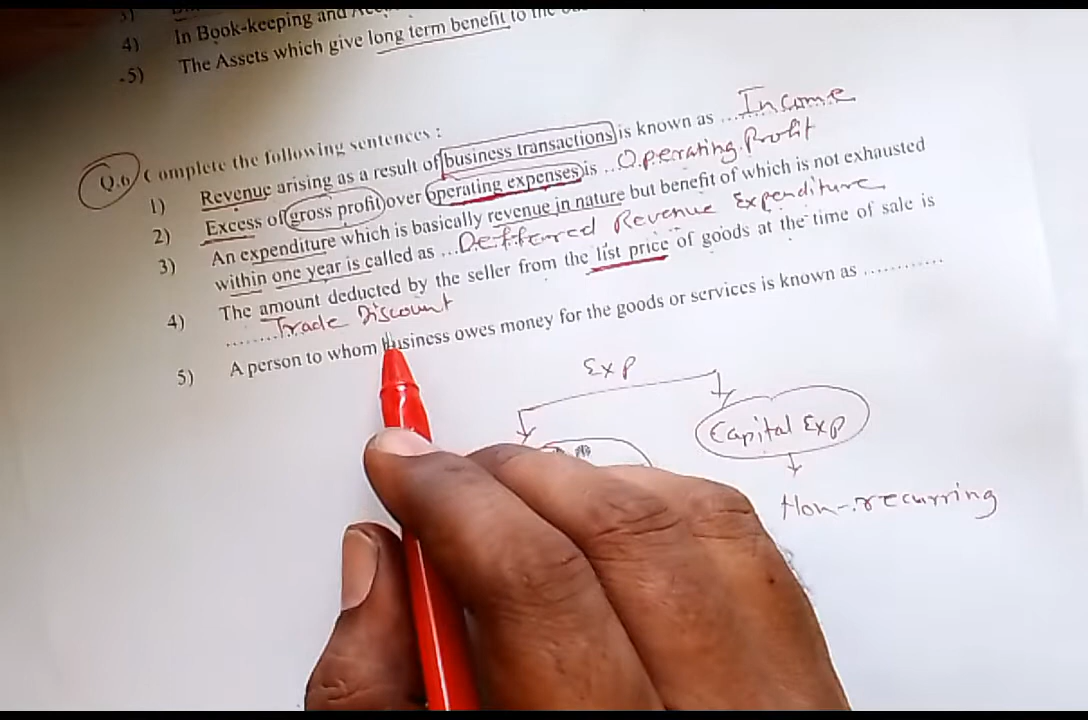 4) In Book-keeping and
-5) The Assets which give long term benefit to the
Q.6 Complete the following sentences :
1) Revenue arising as a result of business transactions is known as ... Income
2) Excess of gross profit over operating expenses is ... Operating Profit
3) An expenditure which is basically revenue in nature but benefit of which is not exhausted
within one year is called as ... Defferred Revenue Expenditure
4) The amount deducted by the seller from the list price of goods at the time of sale is
......... Trade Discount
5) A person to whom business owes money for the goods or services is known as ............
Exp
Capital Exp
Non-recurring